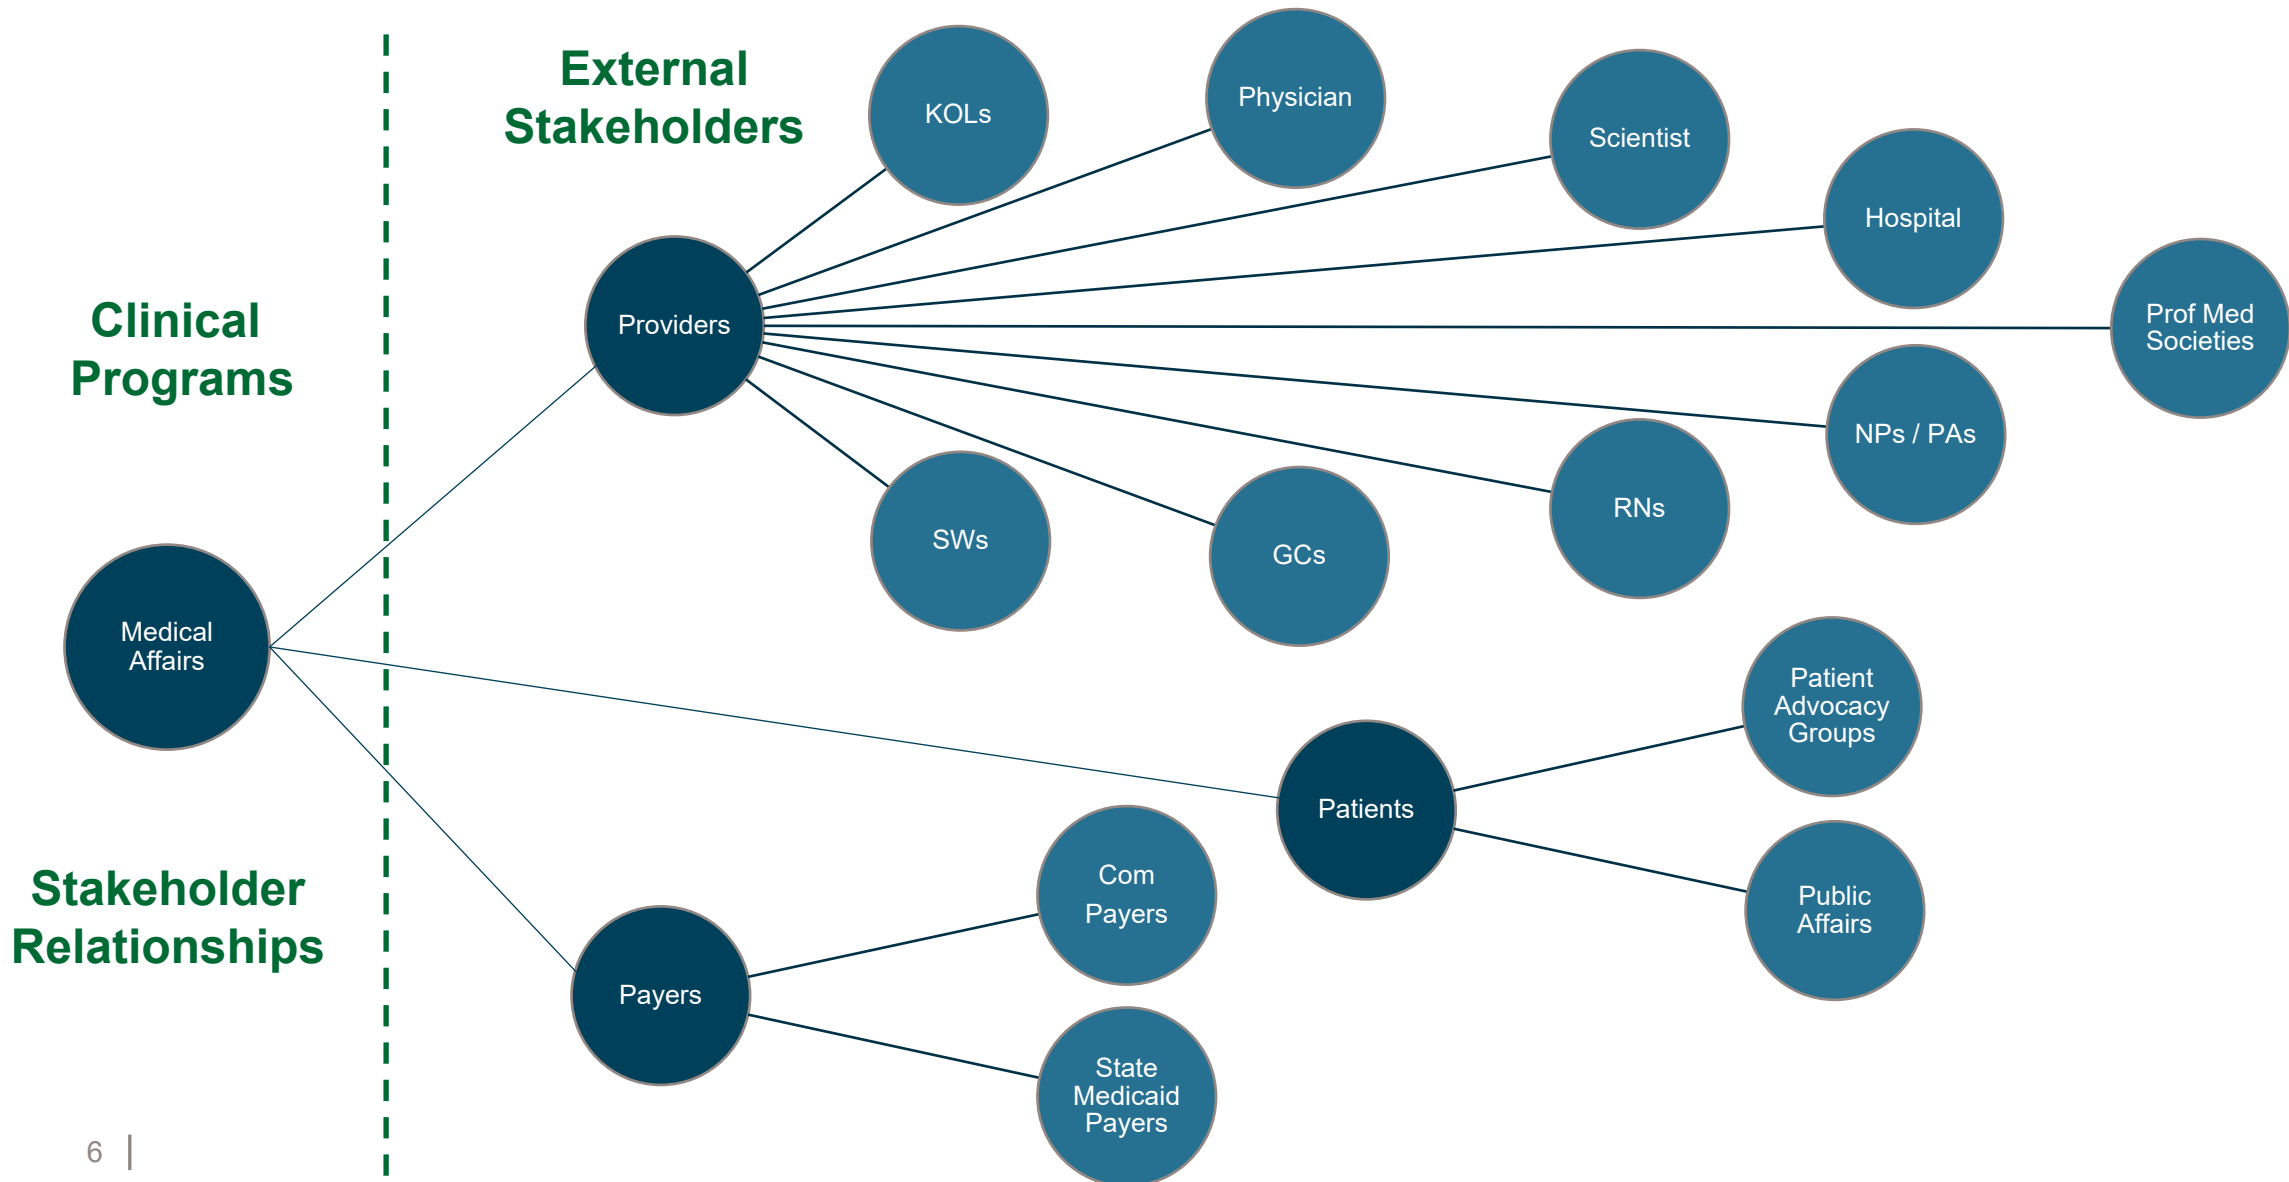 External
Stakeholders
KOLs
Physician
Scientist
Hospital
Prof Med
Societies
Clinical
Programs
Providers
NPs / PAs
RNs
SWs
GCs
Medical
Affairs
Patient
Advocacy
Groups
Patients
Public
Affairs
Stakeholder
Relationships
Com
Payers
Payers
State
Medicaid
Payers
6